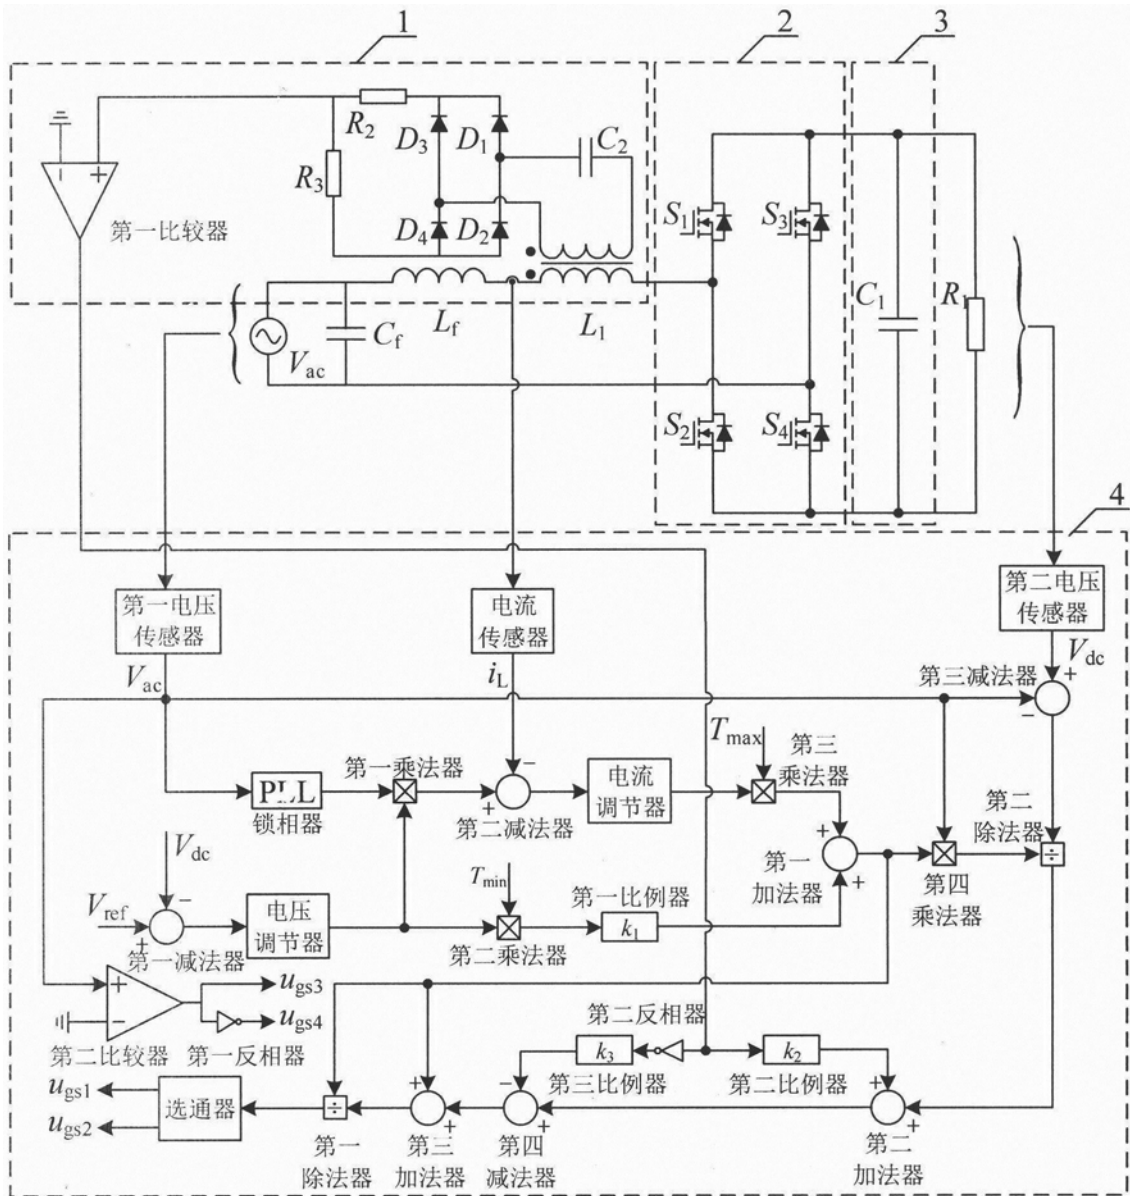 1
2
3
R2
D3
D1
C2
R3
第一比较器
D4
D2
S1
S3
Lf
L1
C1
R1
Cf
Vac
S2
S4
4
第一电压
传感器
电流
传感器
第二电压
传感器
Vac
iL
Vdc
第三减法器
+
−
Tmax
第三
乘法器
第一乘法器
−
+
电流
调节器
PLL
锁相器
第二减法器
第二
除法器
÷
Vdc
−
Vref
+
第一减法器
电压
调节器
Tmin
第二乘法器
第一比例器
k1
+
+
第一
加法器
第四
乘法器
+
−
ugs3
ugs4
第二比较器
第一反相器
第二反相器
k3
k2
第三比例器
第二比例器
ugs1
ugs2
选通器
÷
+
+
−
+
+
+
第一
除法器
第三
加法器
第四
减法器
第二
加法器